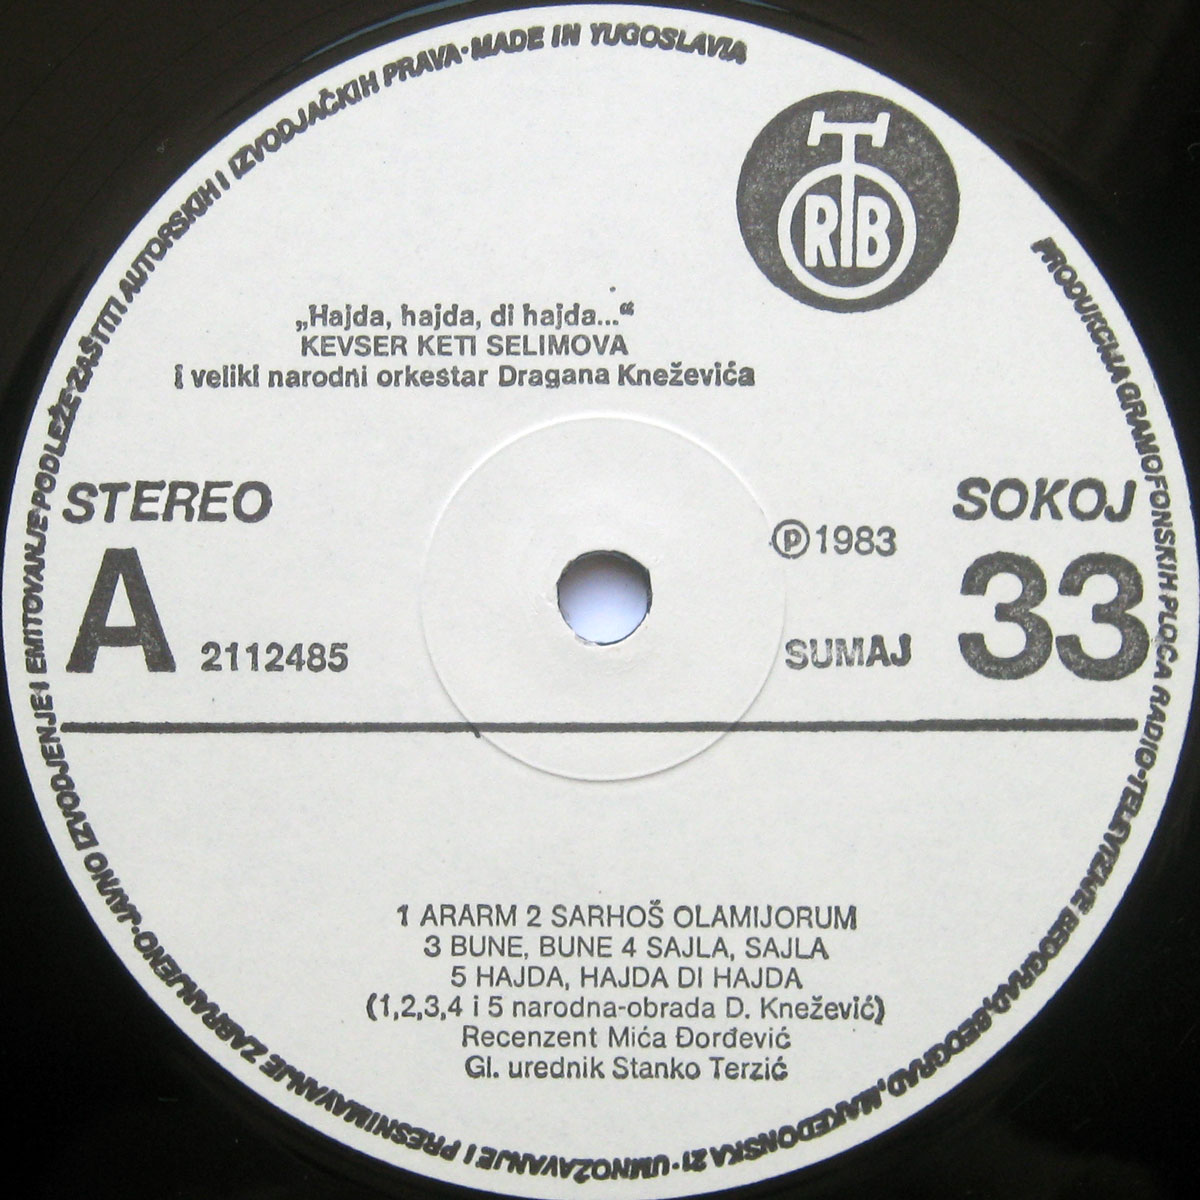 PRODUKCIJA GRAMOFONSKIH PLOČA RADIO-TELEVIZIJE BEOGRAD, BEOGRAD, MAKEDONSKA 21 · UMNOŽAVANJE I PRESNIMAVANJE ZABRANJENO · JAVNO IZVODJENJE I EMITOVANJE PODLEŽE ZAŠTITI AUTORSKIH I IZVODJAČKIH PRAVA · MADE IN YUGOSLAVIA
T
RTB
„Hajda, hajda, di hajda...“
KEVSER KETI SELIMOVA
i veliki narodni orkestar Dragana Kneževića
STEREO
SOKOJ
℗ 1983
A
33
2112485
SUMAJ
1 ARARM 2 SARHOŠ OLAMIJORUM
3 BUNE, BUNE 4 SAJLA, SAJLA
5 HAJDA, HAJDA DI HAJDA
(1,2,3,4 i 5 narodna-obrada D. Knežević)
Recenzent Mića Đorđević
Gl. urednik Stanko Terzić